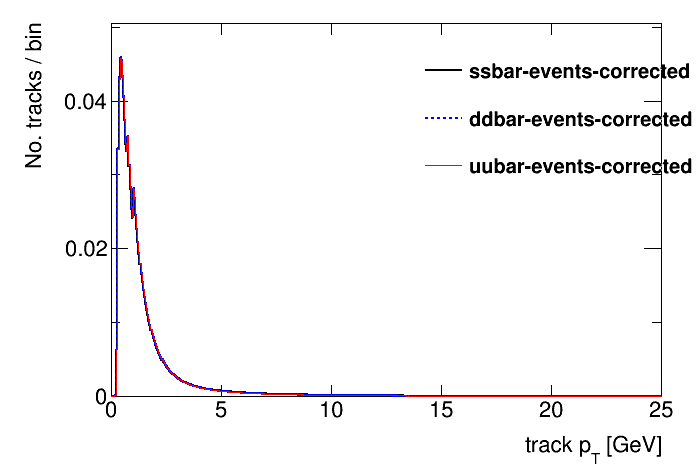 No. tracks / bin
ssbar-events-corrected
0.04
ddbar-events-corrected
uubar-events-corrected
0.02
0
0 5 10 15 20 25
track p_T [GeV]